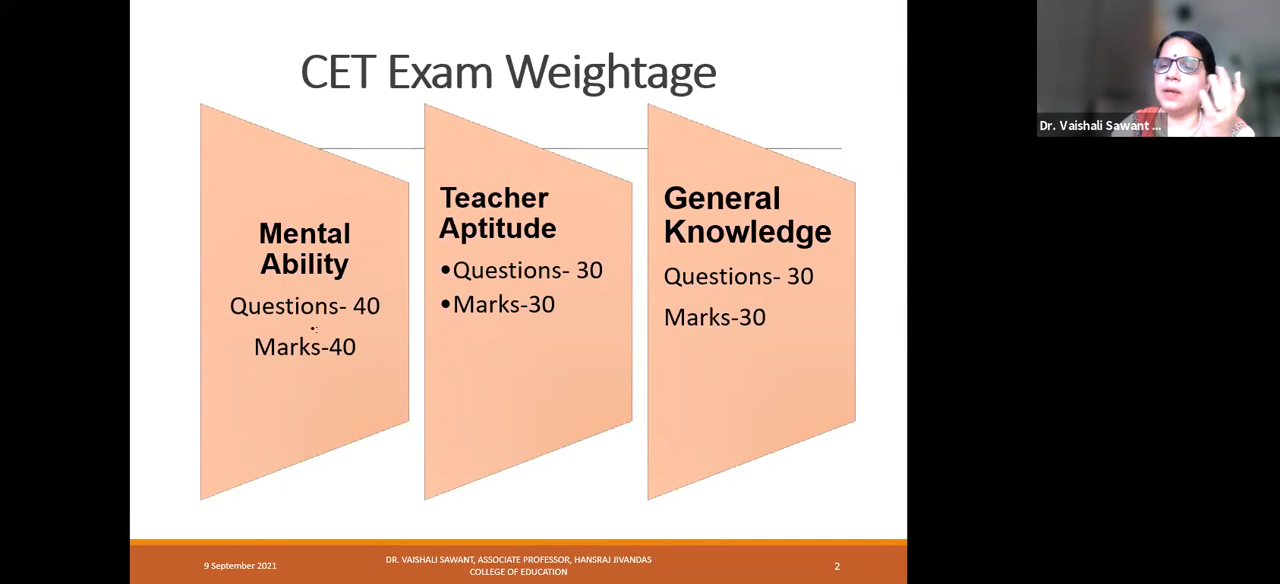 CET Exam Weightage
Mental
Ability
Questions- 40
Marks-40
Teacher
Aptitude
•Questions- 30
•Marks-30
General
Knowledge
Questions- 30
Marks-30
Dr. Vaishali Sawant ...
9 September 2021
DR. VAISHALI SAWANT, ASSOCIATE PROFESSOR, HANSRAJ JIVANDAS
COLLEGE OF EDUCATION
2